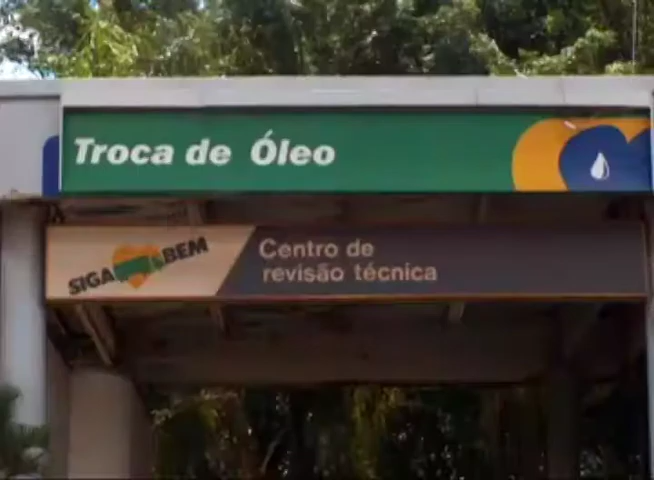 Troca de Óleo
SIGA BEM
Centro de
revisão técnica